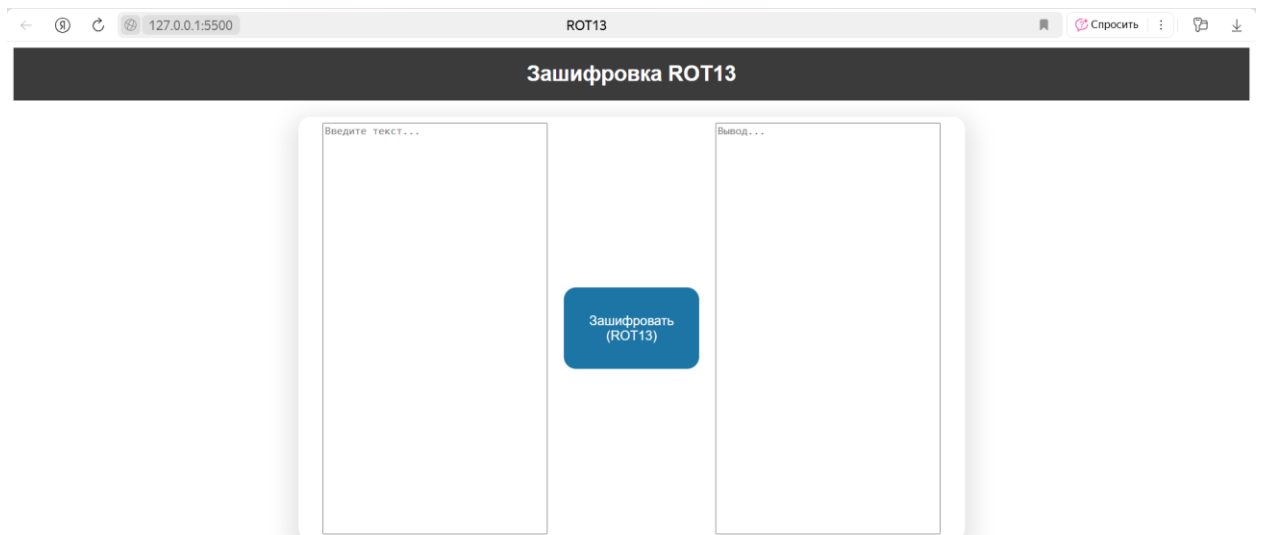 127.0.0.1:5500
ROT13
Спросить
Зашифровка ROT13
Введите текст...
Вывод...
Зашифровать
(ROT13)